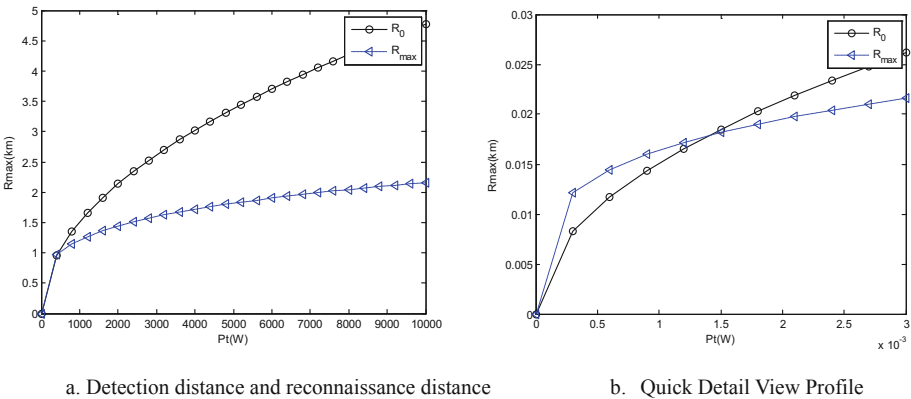 5
4.5
4
3.5
3
2.5
2
1.5
1
0.5
0
Rmax(km)
0 1000 2000 3000 4000 5000 6000 7000 8000 9000 10000
Pt(W)
R0
Rmax
a. Detection distance and reconnaissance distance
0.03
0.025
0.02
0.015
0.01
0.005
0
Rmax(km)
0 0.5 1 1.5 2 2.5 3
x 10-3
Pt(W)
R0
Rmax
b. Quick Detail View Profile